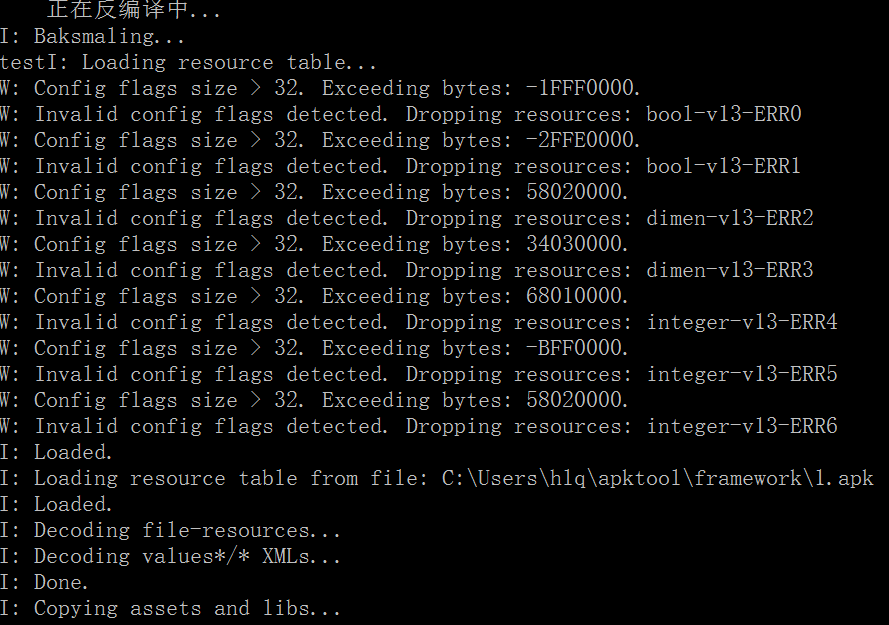 正在反编译中...
I: Baksmaling...
testI: Loading resource table...
W: Config flags size > 32. Exceeding bytes: -1FFF0000.
W: Invalid config flags detected. Dropping resources: bool-v13-ERR0
W: Config flags size > 32. Exceeding bytes: -2FFE0000.
W: Invalid config flags detected. Dropping resources: bool-v13-ERR1
W: Config flags size > 32. Exceeding bytes: 58020000.
W: Invalid config flags detected. Dropping resources: dimen-v13-ERR2
W: Config flags size > 32. Exceeding bytes: 34030000.
W: Invalid config flags detected. Dropping resources: dimen-v13-ERR3
W: Config flags size > 32. Exceeding bytes: 68010000.
W: Invalid config flags detected. Dropping resources: integer-v13-ERR4
W: Config flags size > 32. Exceeding bytes: -BFF0000.
W: Invalid config flags detected. Dropping resources: integer-v13-ERR5
W: Config flags size > 32. Exceeding bytes: 58020000.
W: Invalid config flags detected. Dropping resources: integer-v13-ERR6
I: Loaded.
I: Loading resource table from file: C:\Users\hlq\apktool\framework\1.apk
I: Loaded.
I: Decoding file-resources...
I: Decoding values*/* XMLs...
I: Done.
I: Copying assets and libs...